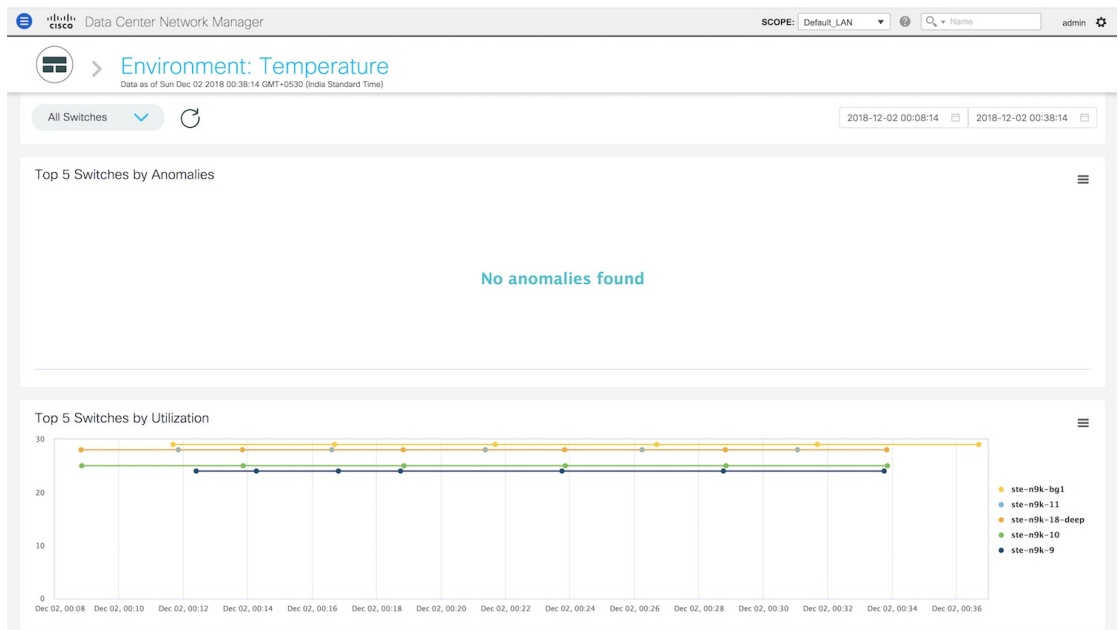 cisco Data Center Network Manager SCOPE: Default_LAN ? Name admin
Environment: Temperature
Data as of Sun Dec 02 2018 00:38:14 GMT+0530 (India Standard Time)
All Switches 2018-12-02 00:08:14 2018-12-02 00:38:14
Top 5 Switches by Anomalies
No anomalies found
Top 5 Switches by Utilization
30
20
10
0
ste-n9k-bg1
ste-n9k-11
ste-n9k-18-deep
ste-n9k-10
ste-n9k-9
Dec 02, 00:08 Dec 02, 00:10 Dec 02, 00:12 Dec 02, 00:14 Dec 02, 00:16 Dec 02, 00:18 Dec 02, 00:20 Dec 02, 00:22 Dec 02, 00:24 Dec 02, 00:26 Dec 02, 00:28 Dec 02, 00:30 Dec 02, 00:32 Dec 02, 00:34 Dec 02, 00:36